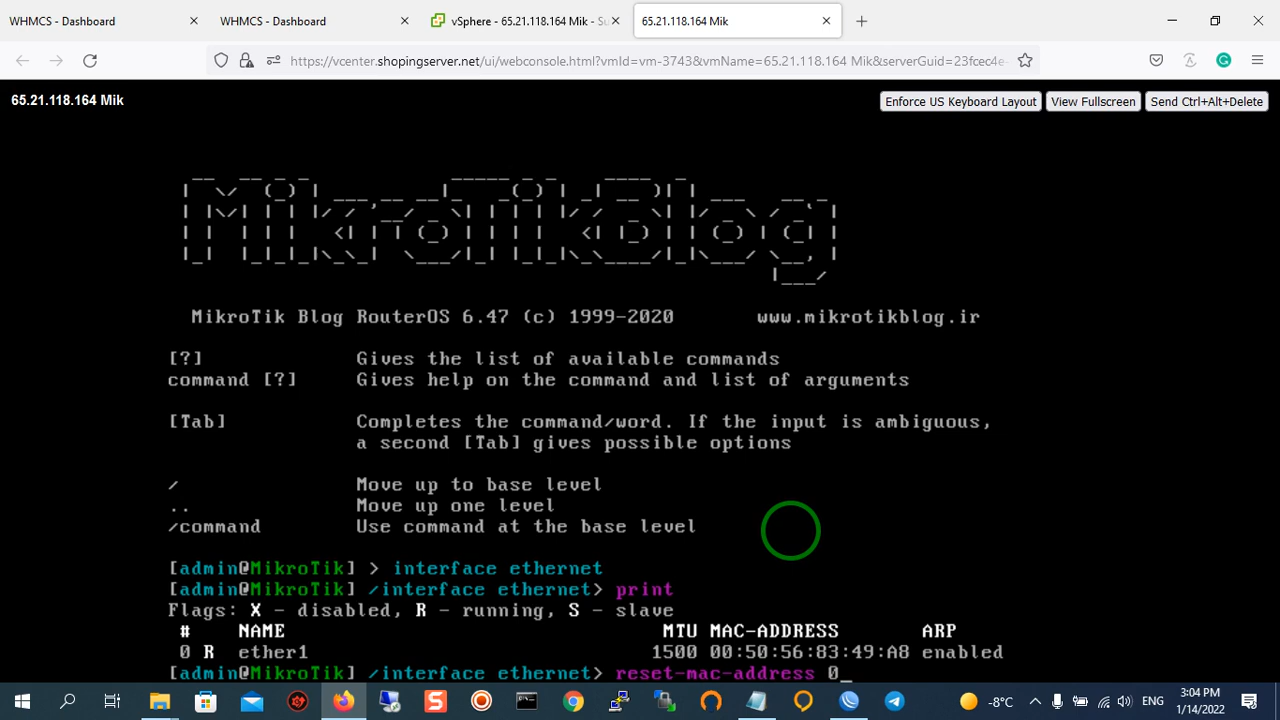 WHMCS - Dashboard
WHMCS - Dashboard
vSphere - 65.21.118.164 Mik - Su
65.21.118.164 Mik
https://vcenter.shopingserver.net/ui/webconsole.html?vmId=vm-3743&vmName=65.21.118.164 Mik&serverGuid=23fcec4e
65.21.118.164 Mik
Enforce US Keyboard Layout
View Fullscreen
Send Ctrl+Alt+Delete
MikroTikBlog
MikroTik Blog RouterOS 6.47 (c) 1999-2020 www.mikrotikblog.ir
[?] Gives the list of available commands
command [?] Gives help on the command and list of arguments
[Tab] Completes the command/word. If the input is ambiguous,
a second [Tab] gives possible options
/ Move up to base level
.. Move up one level
/command Use command at the base level
[admin@MikroTik] > interface ethernet
[admin@MikroTik] /interface ethernet> print
Flags: X - disabled, R - running, S - slave
# NAME MTU MAC-ADDRESS ARP
0 R ether1 1500 00:50:56:83:49:A8 enabled
[admin@MikroTik] /interface ethernet> reset-mac-address 0_
-8°C
ENG
3:04 PM
1/14/2022